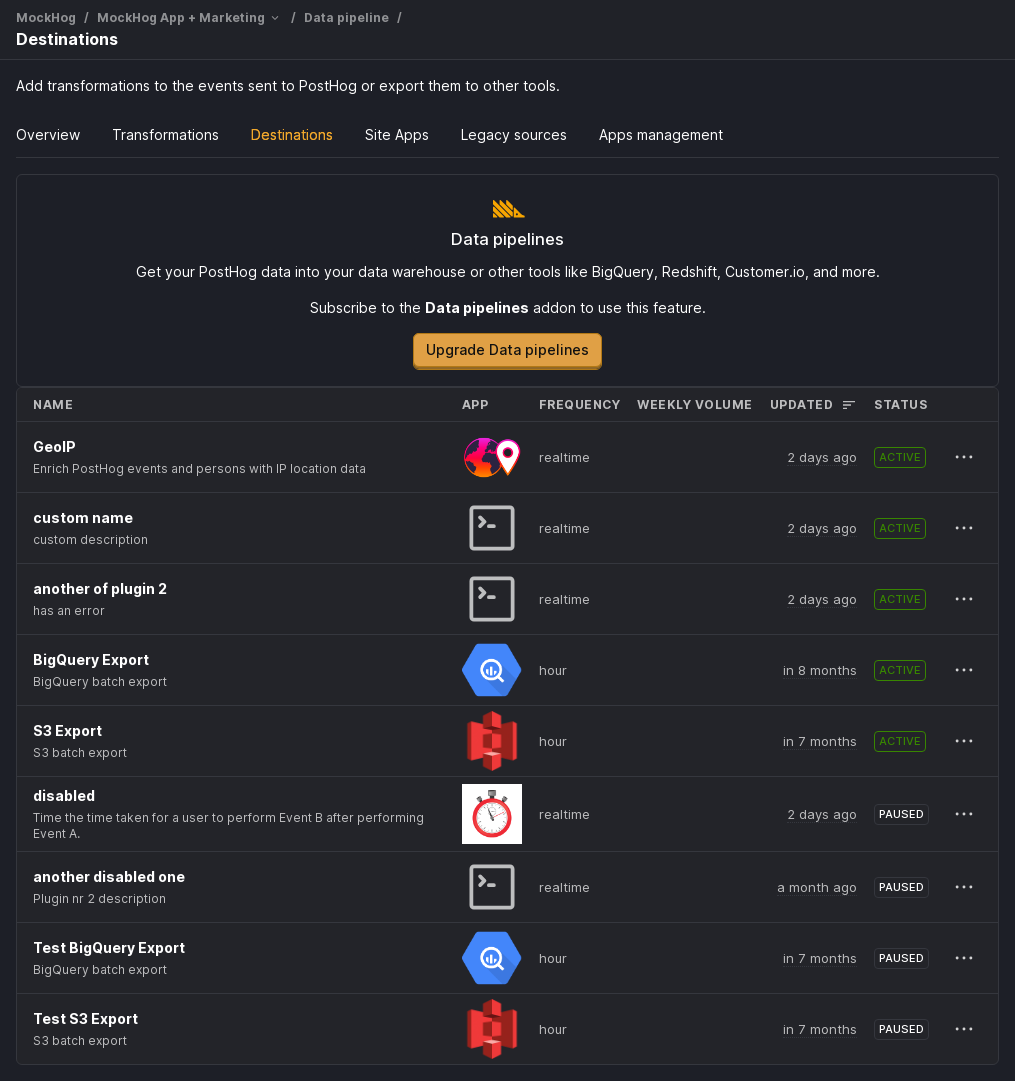 MockHog / MockHog App + Marketing / Data pipeline /
Destinations
Add transformations to the events sent to PostHog or export them to other tools.
Overview Transformations Destinations Site Apps Legacy sources Apps management
Data pipelines
Get your PostHog data into your data warehouse or other tools like BigQuery, Redshift, Customer.io, and more.
Subscribe to the Data pipelines addon to use this feature.
Upgrade Data pipelines
NAME APP FREQUENCY WEEKLY VOLUME UPDATED STATUS
GeoIP
Enrich PostHog events and persons with IP location data
realtime 2 days ago ACTIVE
custom name
custom description
realtime 2 days ago ACTIVE
another of plugin 2
has an error
realtime 2 days ago ACTIVE
BigQuery Export
BigQuery batch export
hour in 8 months ACTIVE
S3 Export
S3 batch export
hour in 7 months ACTIVE
disabled
Time the time taken for a user to perform Event B after performing
Event A.
realtime 2 days ago PAUSED
another disabled one
Plugin nr 2 description
realtime a month ago PAUSED
Test BigQuery Export
BigQuery batch export
hour in 7 months PAUSED
Test S3 Export
S3 batch export
hour in 7 months PAUSED